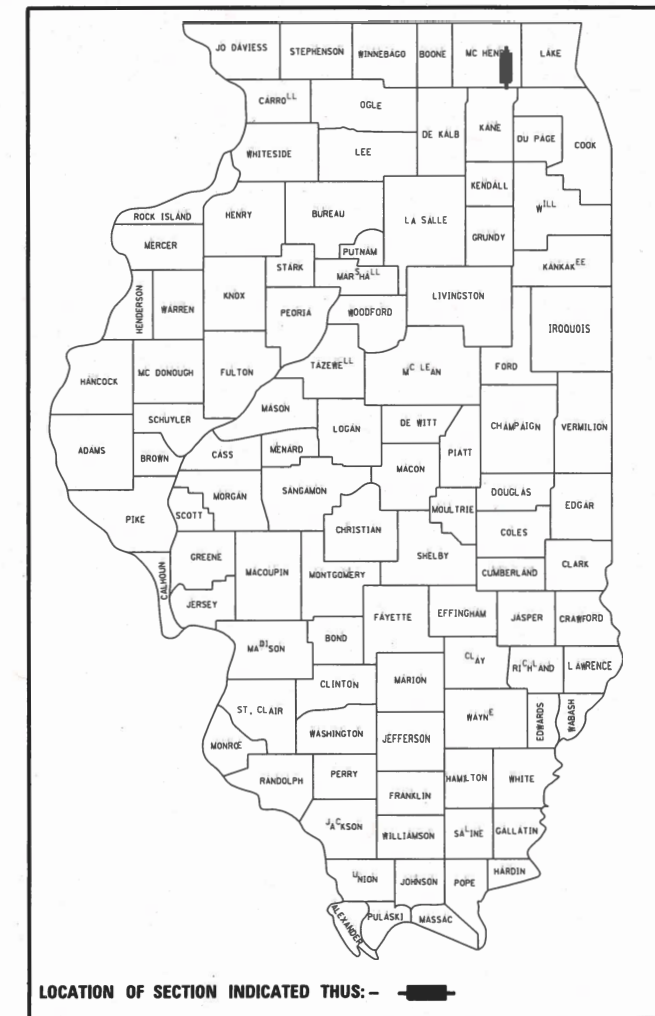 JO DAVIESS STEPHENSON WINNEBAGO BOONE MC HENRY LAKE
CARROLL OGLE DE KALB KANE DU PAGE COOK
WHITESIDE LEE
KENDALL
ROCK ISLAND HENRY BUREAU LA SALLE GRUNDY WILL
MERCER PUTNAM
STARK MARSHALL KANKAKEE
HENDERSON WARREN KNOX PEORIA WOODFORD LIVINGSTON IROQUOIS
HANCOCK MC DONOUGH FULTON TAZEWELL MC LEAN FORD
MASON
SCHUYLER LOGAN DE WITT CHAMPAIGN VERMILION
ADAMS BROWN CASS MENARD PIATT
MACON
MORGAN SANGAMON DOUGLAS
PIKE SCOTT MOULTRIE EDGAR
CHRISTIAN COLES
CALHOUN GREENE MACOUPIN MONTGOMERY SHELBY CUMBERLAND CLARK
JERSEY FAYETTE EFFINGHAM JASPER CRAWFORD
MADISON BOND
CLAY RICHLAND LAWRENCE
CLINTON MARION
ST. CLAIR WAYNE EDWARDS WABASH
MONROE WASHINGTON JEFFERSON
RANDOLPH PERRY HAMILTON WHITE
FRANKLIN
JACKSON WILLIAMSON SALINE GALLATIN
UNION JOHNSON POPE HARDIN
ALEXANDER PULASKI MASSAC
LOCATION OF SECTION INDICATED THUS: -